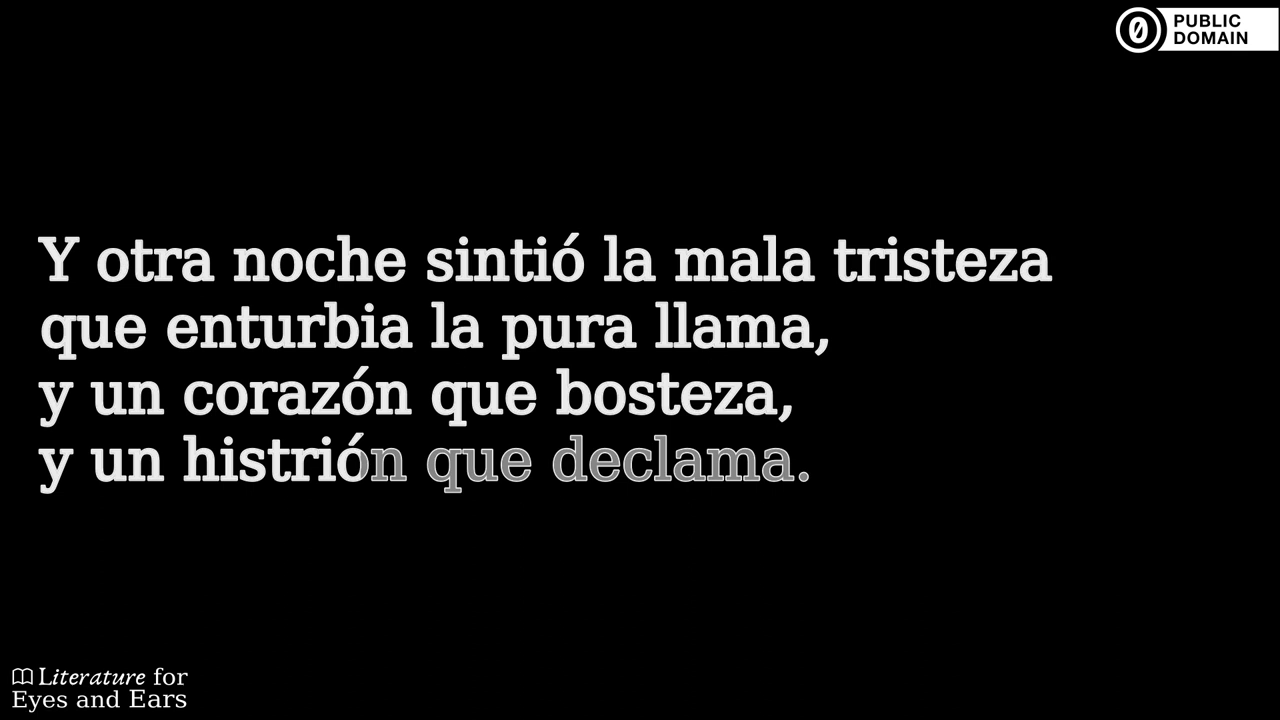 PUBLIC
DOMAIN
Y otra noche sintió la mala tristeza
que enturbia la pura llama,
y un corazón que bosteza,
y un histrión que declama.
Literature for
Eyes and Ears